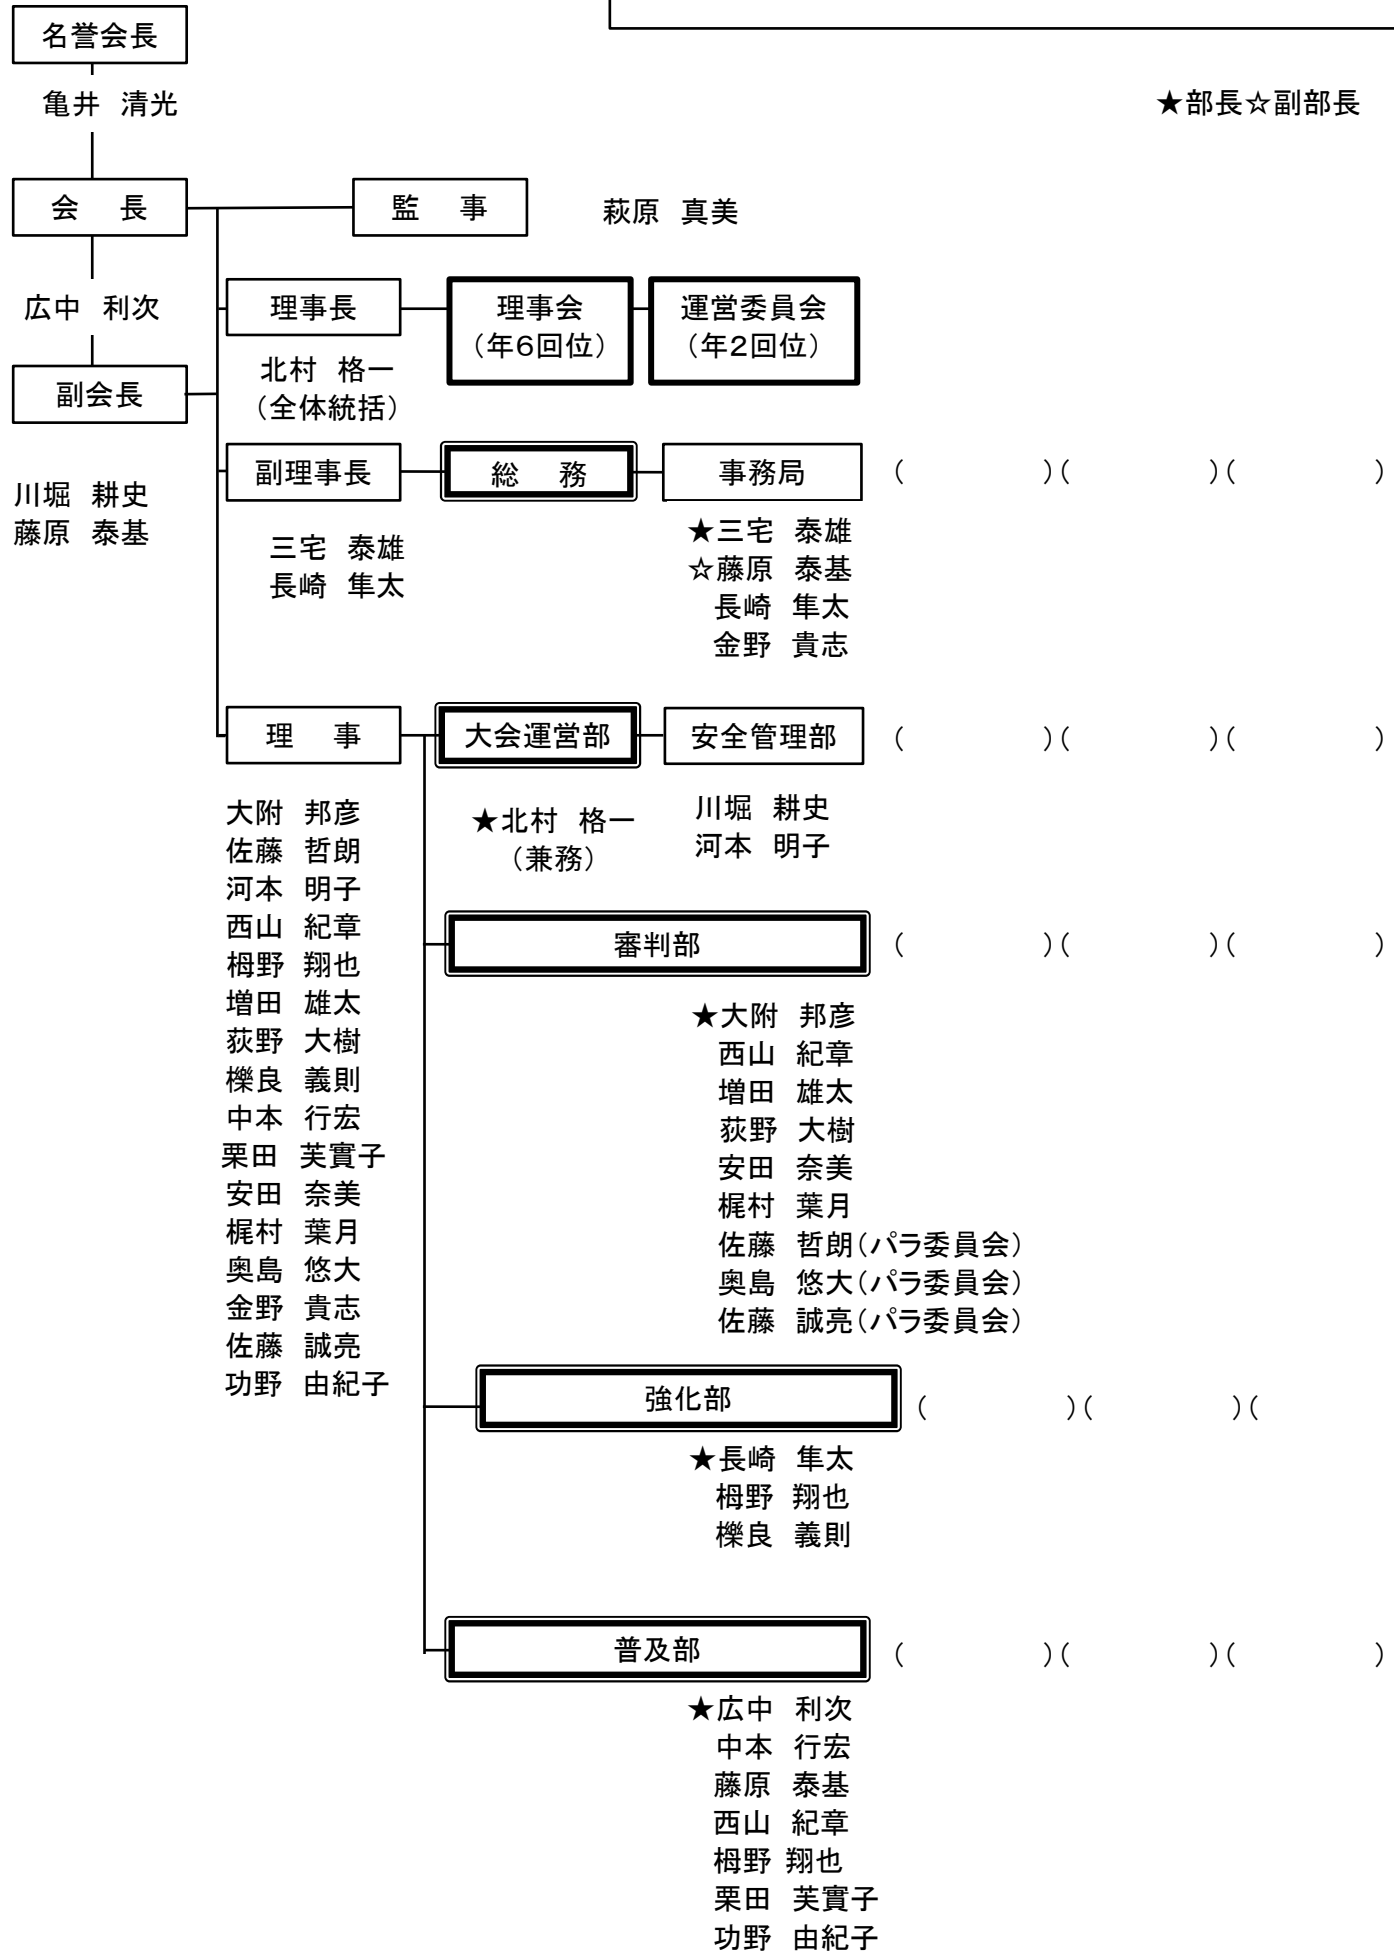 名誉会長
亀井　清光
★部長☆副部長
会　長
監　事
萩原　真美
広中　利次
理事長
理事会
（年6回位）
運営委員会
（年2回位）
北村　格一
（全体統括）
副会長
川堀　耕史
藤原　泰基
副理事長
総　務
事務局
（　　　　　）（　　　　　）（　　　　　）
三宅　泰雄
長崎　隼太
★三宅　泰雄
☆藤原　泰基
長崎　隼太
金野　貴志
理　事
大会運営部
安全管理部
（　　　　　）（　　　　　）（　　　　　）
大附　邦彦
佐藤　哲朗
河本　明子
西山　紀章
栂野　翔也
増田　雄太
荻野　大樹
櫟良　義則
中本　行宏
栗田　芙實子
安田　奈美
梶村　葉月
奥島　悠大
金野　貴志
佐藤　誠亮
功野　由紀子
★北村　格一
（兼務）
川堀　耕史
河本　明子
審判部
（　　　　　）（　　　　　）（　　　　　）
★大附　邦彦
西山　紀章
増田　雄太
荻野　大樹
安田　奈美
梶村　葉月
佐藤　哲朗（パラ委員会）
奥島　悠大（パラ委員会）
佐藤　誠亮（パラ委員会）
強化部
（　　　　　）（　　　　　）（
★長崎　隼太
栂野　翔也
櫟良　義則
普及部
（　　　　　）（　　　　　）（　　　　　）
★広中　利次
中本　行宏
藤原　泰基
西山　紀章
栂野　翔也
栗田　芙實子
功野　由紀子